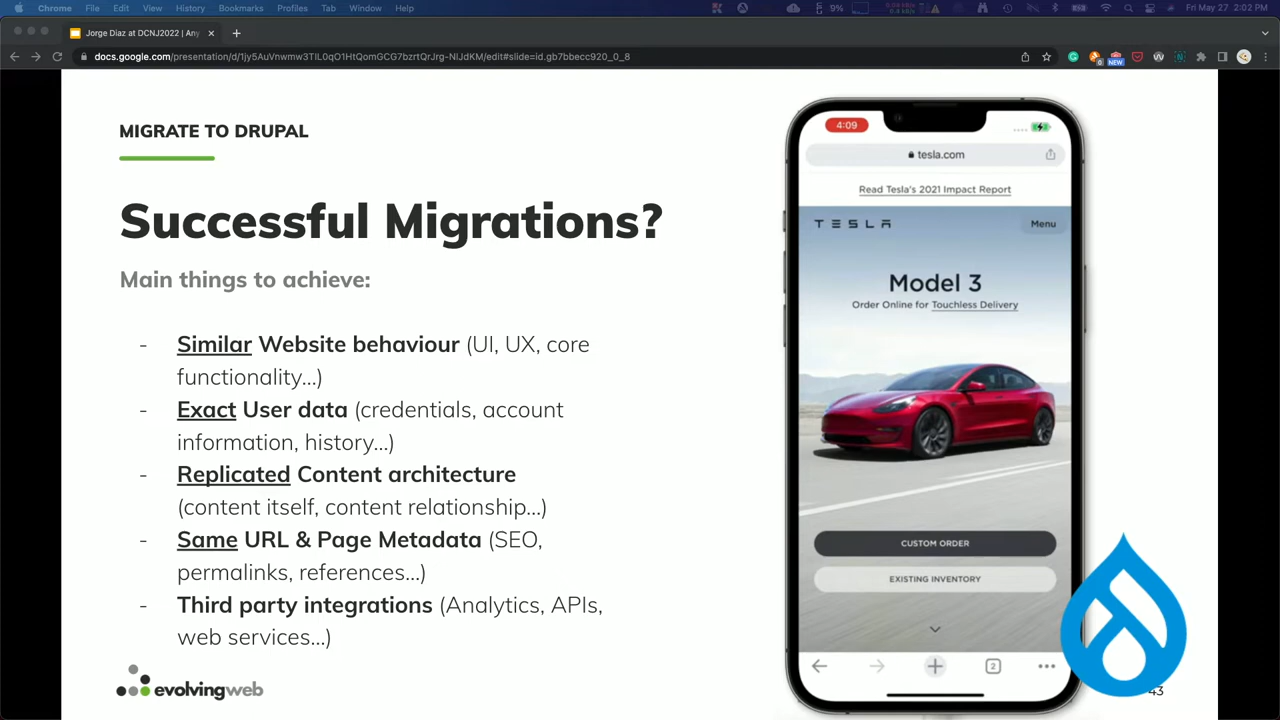 Chrome File Edit View History Bookmarks Profiles Tab Window Help 9% Fri May 27 2:02 PM
Jorge Diaz at DCNJ2022 | Any
docs.google.com/presentation/d/1jy5AuVnwmw3TIL0qO1HtQomGCG7bzrtQrJrg-NIJdKM/edit#slide=id.gb7bbecc920_0_8
NEW
MIGRATE TO DRUPAL
Successful Migrations?
Main things to achieve:
- Similar Website behaviour (UI, UX, core
functionality...)
- Exact User data (credentials, account
information, history...)
- Replicated Content architecture
(content itself, content relationship...)
- Same URL & Page Metadata (SEO,
permalinks, references...)
- Third party integrations (Analytics, APIs,
web services...)
evolvingweb
4:09
tesla.com
Read Tesla's 2021 Impact Report
TESLA
Menu
Model 3
Order Online for Touchless Delivery
CUSTOM ORDER
EXISTING INVENTORY
2
43